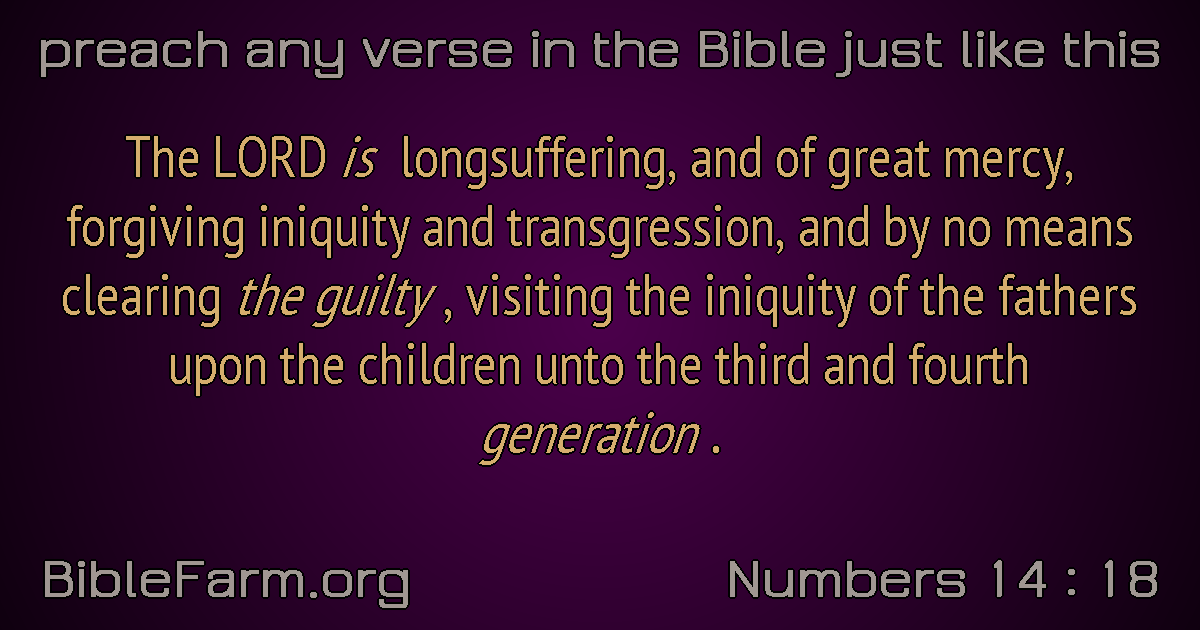 preach any verse in the Bible just like this
The LORD is longsuffering, and of great mercy,
forgiving iniquity and transgression, and by no means
clearing the guilty , visiting the iniquity of the fathers
upon the children unto the third and fourth
generation .
BibleFarm.org
Numbers 14 : 18